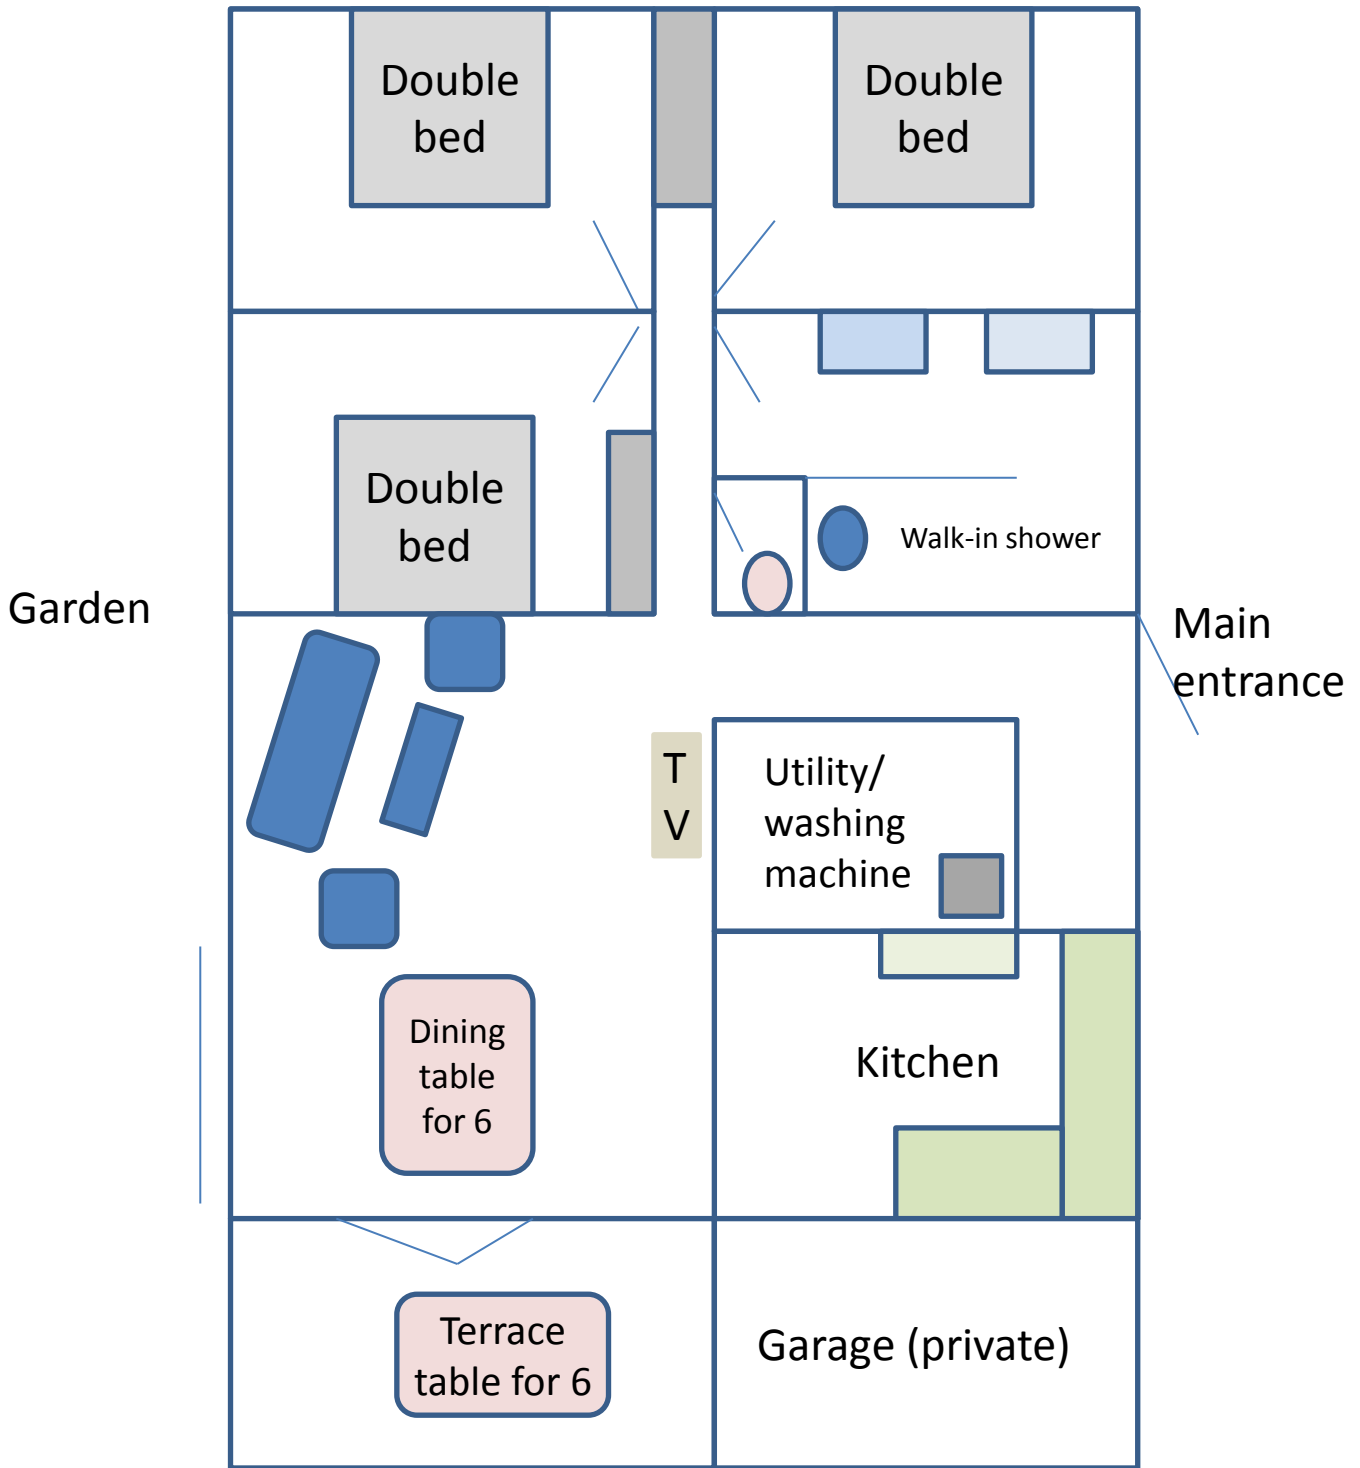 Double
bed
Double
bed
Double
bed
Walk-in shower
Garden
Main
entrance
T
V
Utility/
washing
machine
Dining
table
for 6
Kitchen
Terrace
table for 6
Garage (private)